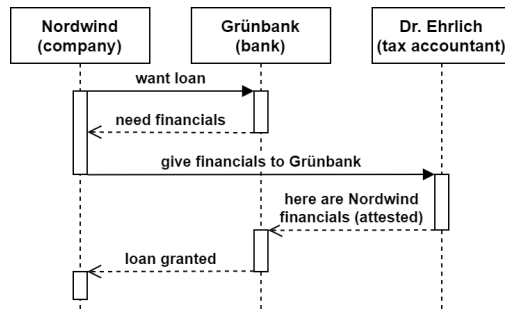 Nordwind
(company)
Grünbank
(bank)
Dr. Ehrlich
(tax accountant)
want loan
need financials
give financials to Grünbank
here are Nordwind
financials (attested)
loan granted